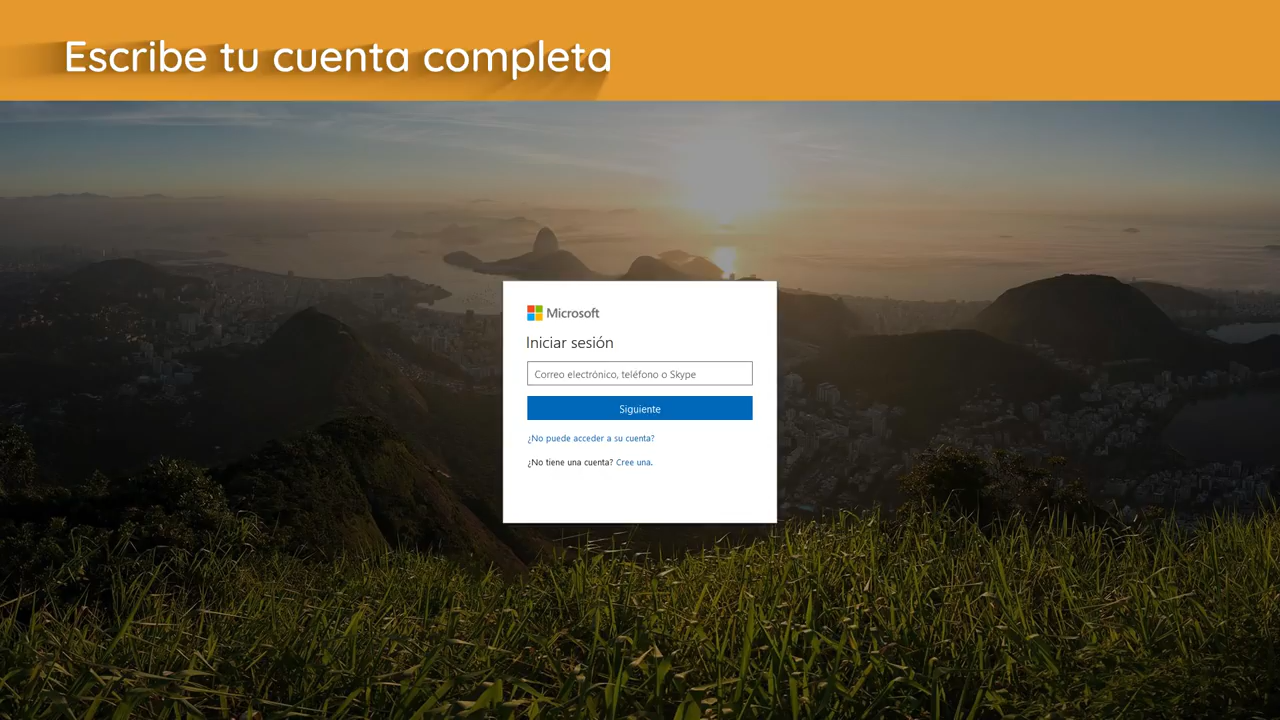 Escribe tu cuenta completa
Microsoft
Iniciar sesión
Correo electrónico, teléfono o Skype
Siguiente
¿No puede acceder a su cuenta?
¿No tiene una cuenta? Cree una.